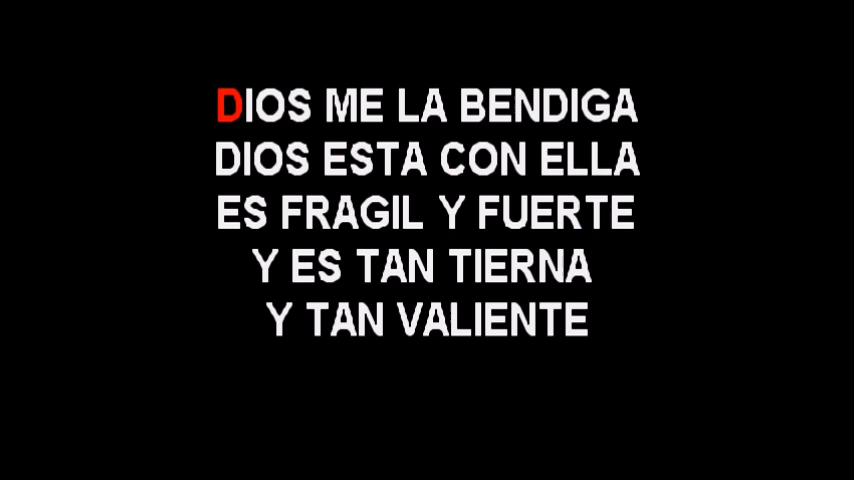 DIOS ME LA BENDIGA
DIOS ESTA CON ELLA
ES FRAGIL Y FUERTE
Y ES TAN TIERNA
Y TAN VALIENTE